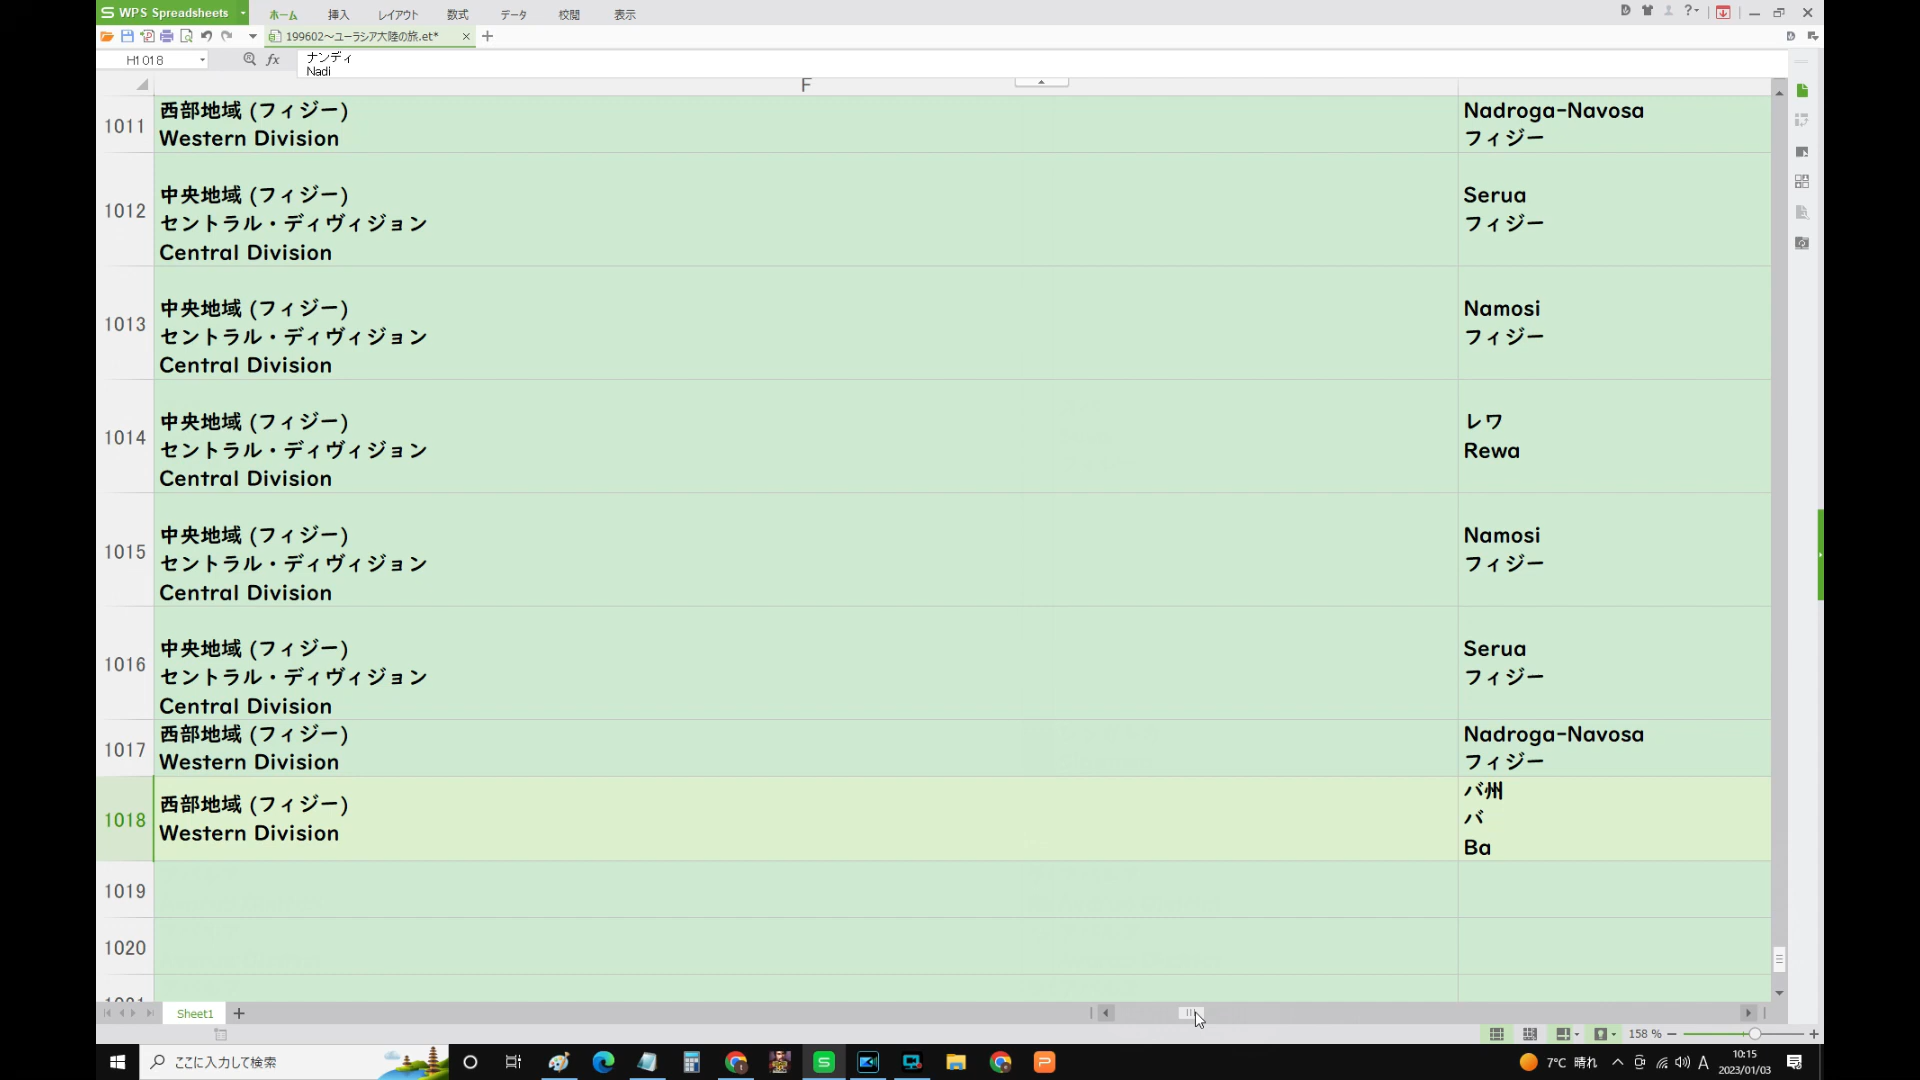 WPS Spreadsheets
ホーム
挿入
レイアウト
数式
データ
校閲
表示
199602～ユーラシア大陸の旅.et*
H1018
fx
ナンディ
Nadi
F
1011
西部地域 (フィジー)
Western Division
Nadroga-Navosa
フィジー
1012
中央地域 (フィジー)
セントラル・ディヴィジョン
Central Division
Serua
フィジー
1013
中央地域 (フィジー)
セントラル・ディヴィジョン
Central Division
Namosi
フィジー
1014
中央地域 (フィジー)
セントラル・ディヴィジョン
Central Division
レワ
Rewa
1015
中央地域 (フィジー)
セントラル・ディヴィジョン
Central Division
Namosi
フィジー
1016
中央地域 (フィジー)
セントラル・ディヴィジョン
Central Division
Serua
フィジー
1017
西部地域 (フィジー)
Western Division
Nadroga-Navosa
フィジー
1018
西部地域 (フィジー)
Western Division
バ州
バ
Ba
1019
1020
1021
Sheet1
158 %
ここに入力して検索
7°C 晴れ
A
10:15
2023/01/03